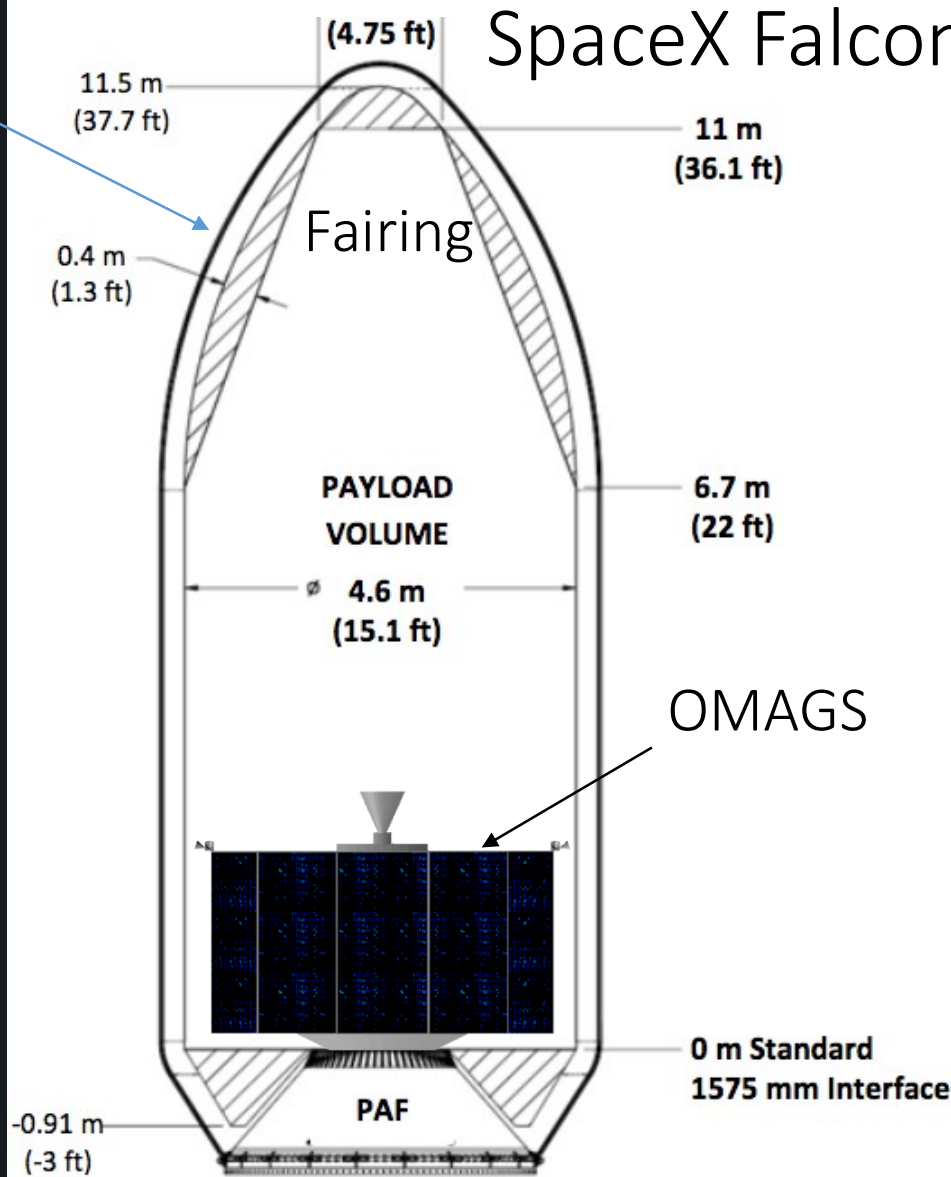 (4.75 ft)
SpaceX Falcon
11.5 m
(37.7 ft)
11 m
(36.1 ft)
Fairing
0.4 m
(1.3 ft)
PAYLOAD
VOLUME
6.7 m
(22 ft)
ø 4.6 m
(15.1 ft)
OMAGS
0 m Standard
1575 mm Interface
PAF
-0.91 m
(-3 ft)